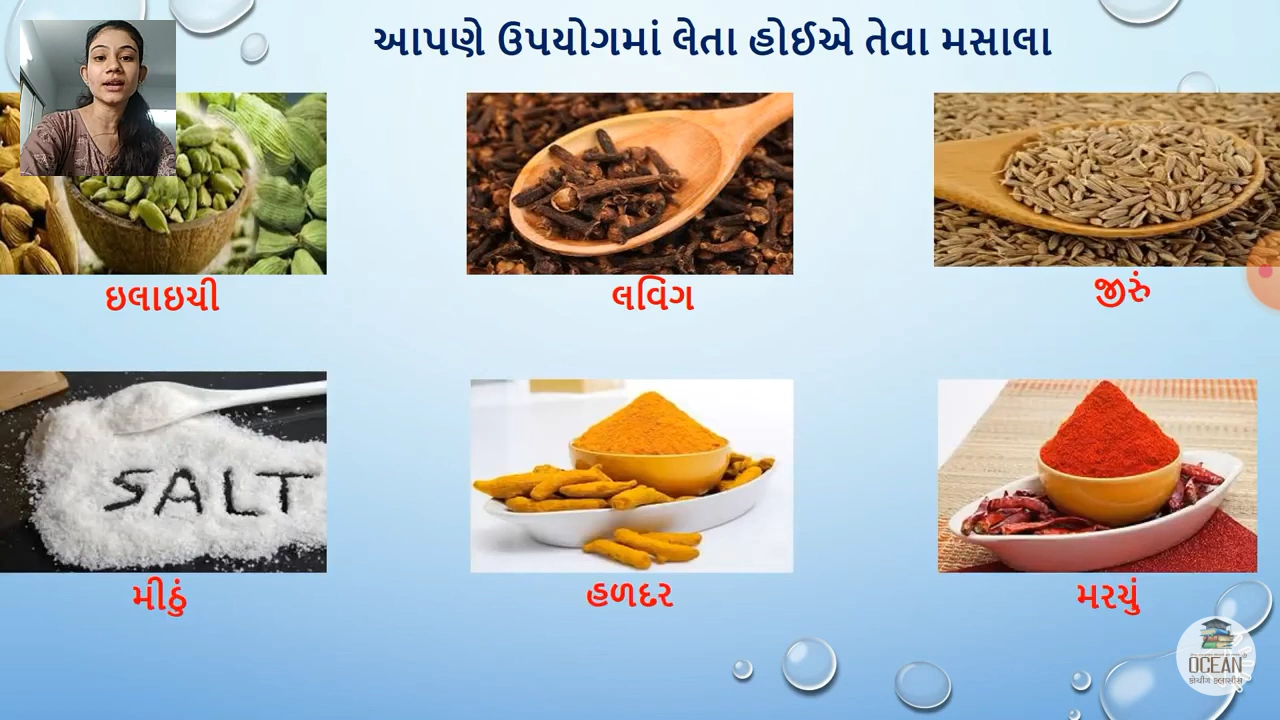 આપણે ઉપયોગમાં લેતા હોઈએ તેવા મસાલા
ઇલાઇચી
લવિંગ
જીરું
SALT
મીઠું
હળદર
મરચું
OCEAN
કોચીંગ ક્લાસીસ